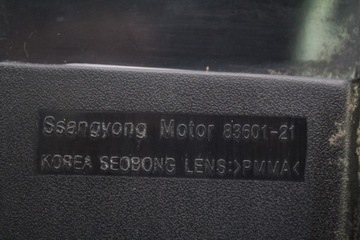 Ssangyong Motor 83601-21
KOREA SEOBONG LENS:>PMMA<